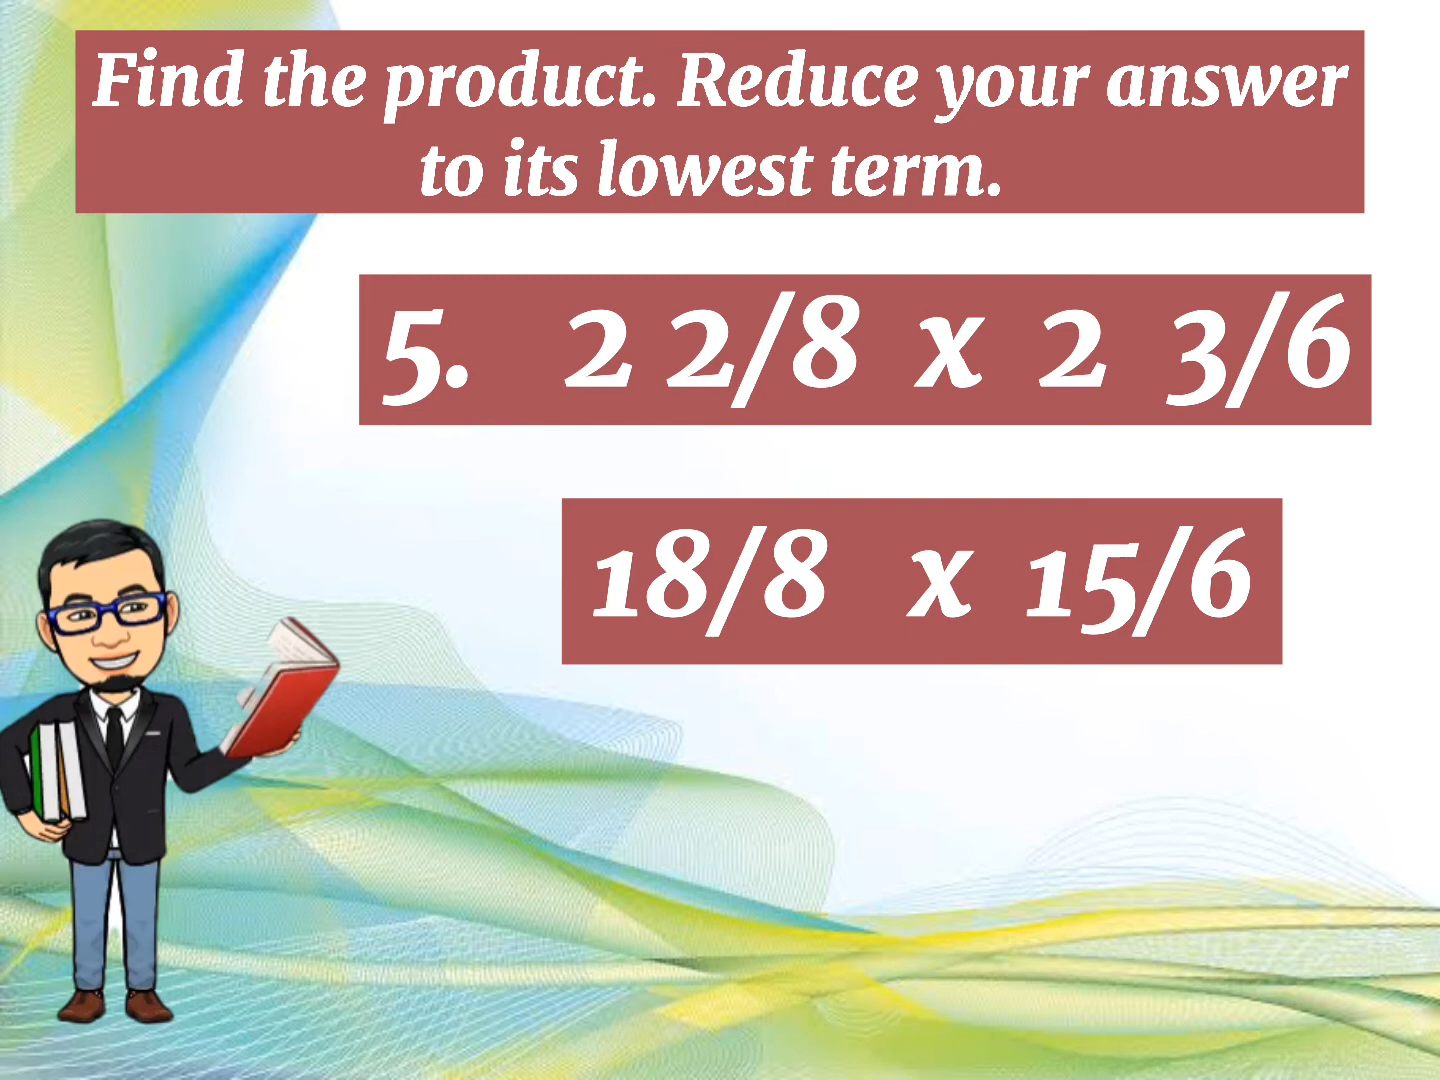 Find the product. Reduce your answer
to its lowest term.
5. 2 2/8 x 2 3/6
18/8 x 15/6